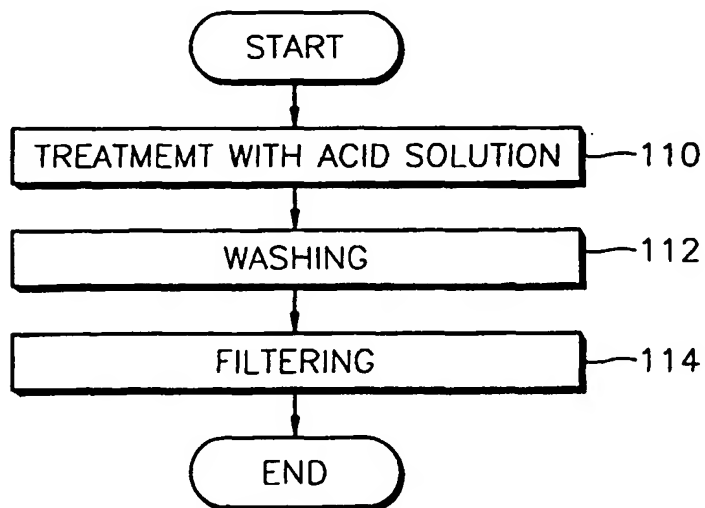 START
TREATMEMT WITH ACID SOLUTION 110
WASHING 112
FILTERING 114
END